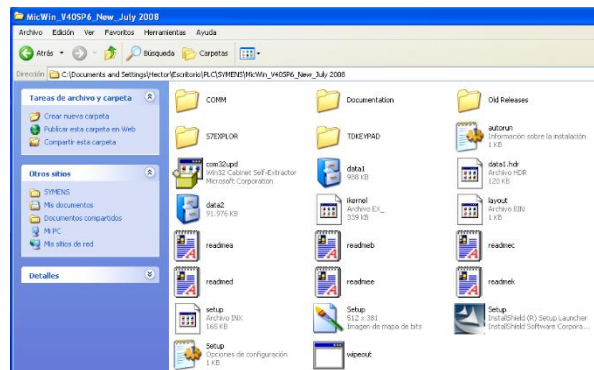 MicWin_V40SP6_New_July 2008
Archivo Edición Ver Favoritos Herramientas Ayuda
Atrás Búsqueda Carpetas
Dirección C:\Documents and Settings\Hector\Escritorio\PLC\SYMENS\MicWin_V40SP6_New_July 2008
Tareas de archivo y carpeta
Crear nueva carpeta
Publicar esta carpeta en Web
Compartir esta carpeta
Otros sitios
SYMENS
Mis documentos
Documentos compartidos
Mi PC
Mis sitios de red
Detalles
COMM Documentation Old Releases
S7EXPLOR TDKEYPAD autorun
Información sobre la instalación
1 KB
com32upd
Win32 Cabinet Self-Extractor
Microsoft Corporation
data1
988 KB
data1.hdr
Archivo HDR
120 KB
data2
91.976 KB
ikernel
Archivo EX_
339 KB
layout
Archivo BIN
1 KB
readmea readmeb readmec
readmed readmee readmek
setup
Archivo INX
165 KB
Setup
512 x 381
Imagen de mapa de bits
Setup
InstallShield (R) Setup Launcher
InstallShield Software Corpora...
Setup
Opciones de configuración
1 KB
wipeout